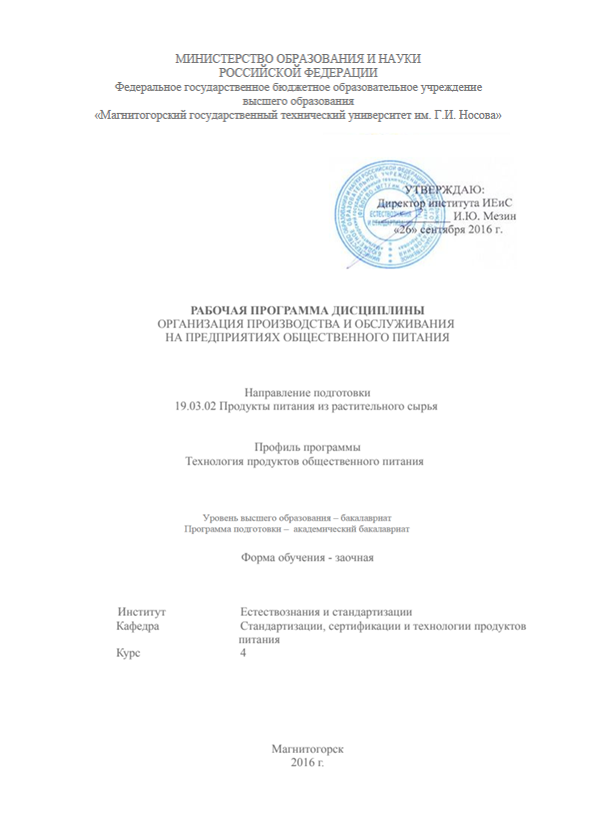 МИНИСТЕРСТВО ОБРАЗОВАНИЯ И НАУКИ
РОССИЙСКОЙ ФЕДЕРАЦИИ
Федеральное государственное бюджетное образовательное учреждение
высшего образования
«Магнитогорский государственный технический университет им. Г.И. Носова»
УТВЕРЖДАЮ:
Директор института ИЕиС
И.Ю. Мезин
«26» сентября 2016 г.
ЕСТЕСТВОЗНАНИЯ
И СТАНДАРТИЗАЦИИ
РАБОЧАЯ ПРОГРАММА ДИСЦИПЛИНЫ
ОРГАНИЗАЦИЯ ПРОИЗВОДСТВА И ОБСЛУЖИВАНИЯ
НА ПРЕДПРИЯТИЯХ ОБЩЕСТВЕННОГО ПИТАНИЯ
Направление подготовки
19.03.02 Продукты питания из растительного сырья
Профиль программы
Технология продуктов общественного питания
Уровень высшего образования – бакалавриат
Программа подготовки – академический бакалавриат
Форма обучения - заочная
Институт Естествознания и стандартизации
Кафедра Стандартизации, сертификации и технологии продуктов
питания
Курс 4
Магнитогорск
2016 г.